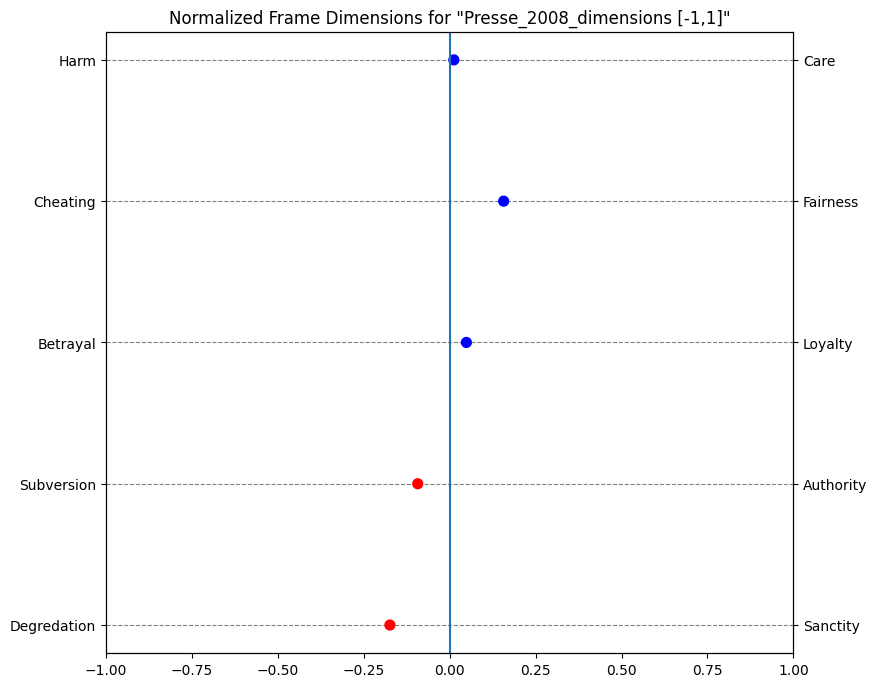 Normalized Frame Dimensions for "Presse_2008_dimensions [-1,1]"
Harm Care
Cheating Fairness
Betrayal Loyalty
Subversion Authority
Degredation Sanctity
−1.00 −0.75 −0.50 −0.25 0.00 0.25 0.50 0.75 1.00